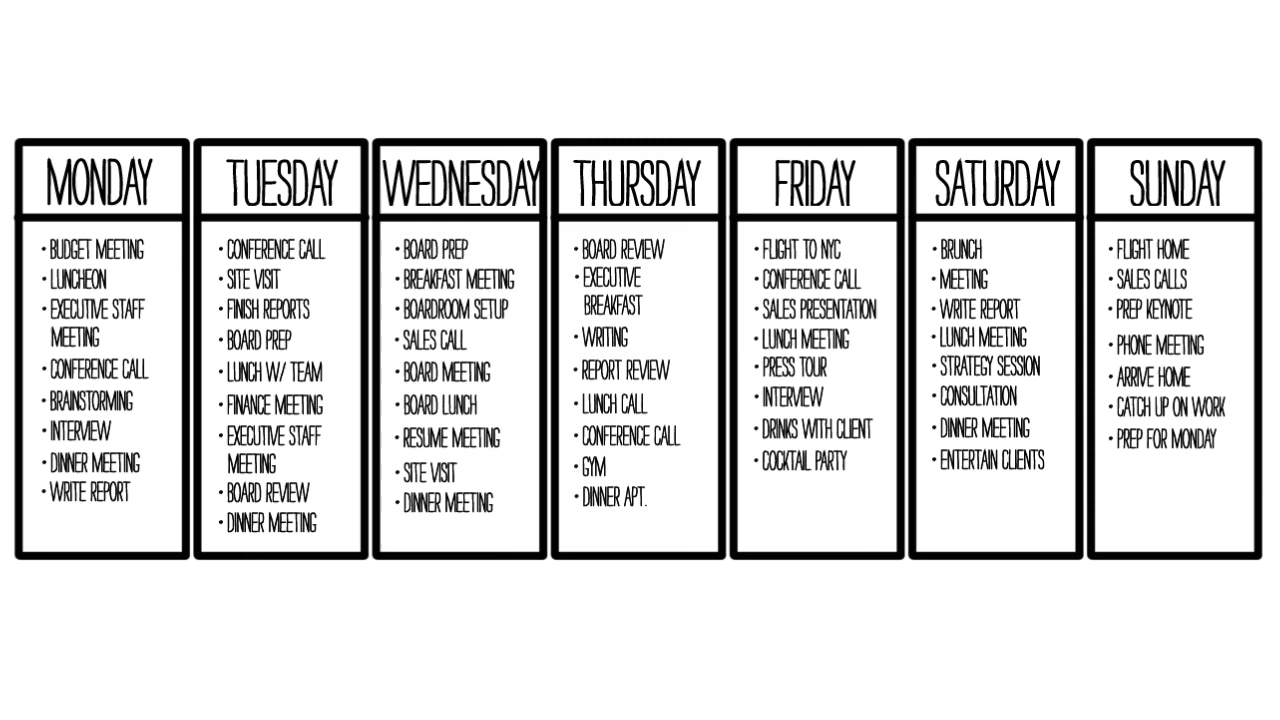 MONDAY
• BUDGET MEETING
• LUNCHEON
• EXECUTIVE STAFF
MEETING
• CONFERENCE CALL
• BRAINSTORMING
• INTERVIEW
• DINNER MEETING
• WRITE REPORT
TUESDAY
• CONFERENCE CALL
• SITE VISIT
• FINISH REPORTS
• BOARD PREP
• LUNCH W/ TEAM
• FINANCE MEETING
• EXECUTIVE STAFF
MEETING
• BOARD REVIEW
• DINNER MEETING
WEDNESDAY
• BOARD PREP
• BREAKFAST MEETING
• BOARDROOM SETUP
• SALES CALL
• BOARD MEETING
• BOARD LUNCH
• RESUME MEETING
• SITE VISIT
• DINNER MEETING
THURSDAY
• BOARD REVIEW
• EXECUTIVE
BREAKFAST
• WRITING
• REPORT REVIEW
• LUNCH CALL
• CONFERENCE CALL
• GYM
• DINNER APT.
FRIDAY
• FLIGHT TO NYC
• CONFERENCE CALL
• SALES PRESENTATION
• LUNCH MEETING
• PRESS TOUR
• INTERVIEW
• DRINKS WITH CLIENT
• COCKTAIL PARTY
SATURDAY
• BRUNCH
• MEETING
• WRITE REPORT
• LUNCH MEETING
• STRATEGY SESSION
• CONSULTATION
• DINNER MEETING
• ENTERTAIN CLIENTS
SUNDAY
• FLIGHT HOME
• SALES CALLS
• PREP KEYNOTE
• PHONE MEETING
• ARRIVE HOME
• CATCH UP ON WORK
• PREP FOR MONDAY